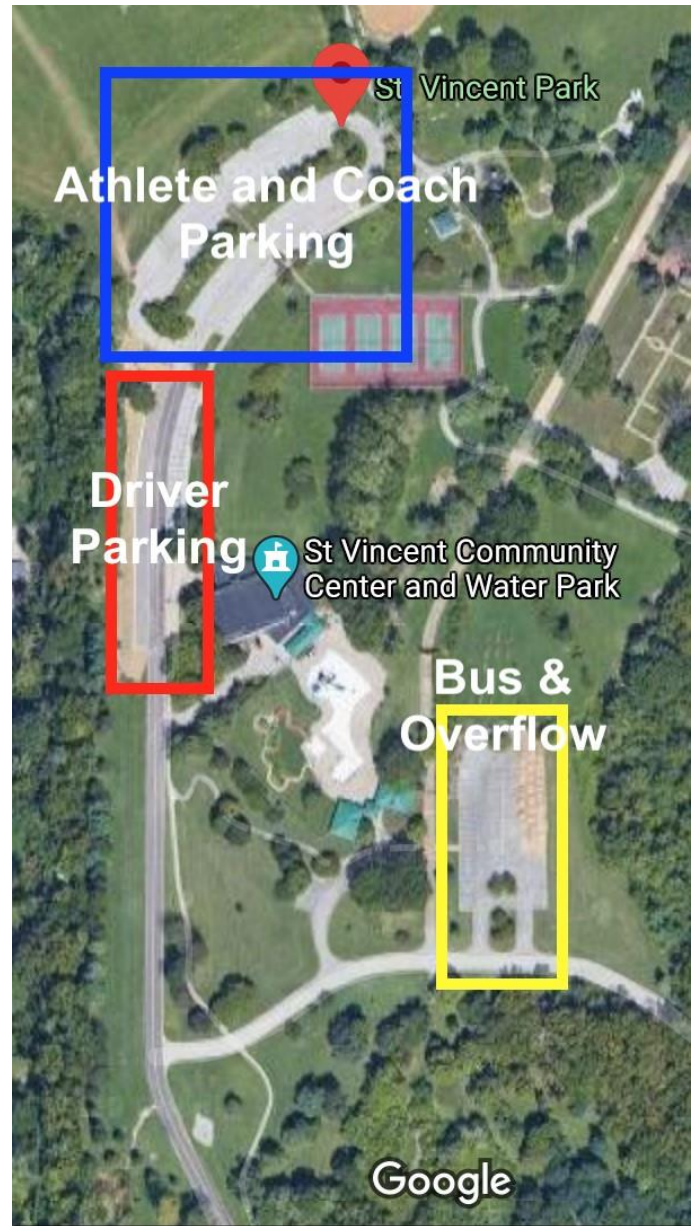 St Vincent Park
Athlete and Coach
Parking
Driver
Parking
St Vincent Community
Center and Water Park
Bus &
Overflow
Google